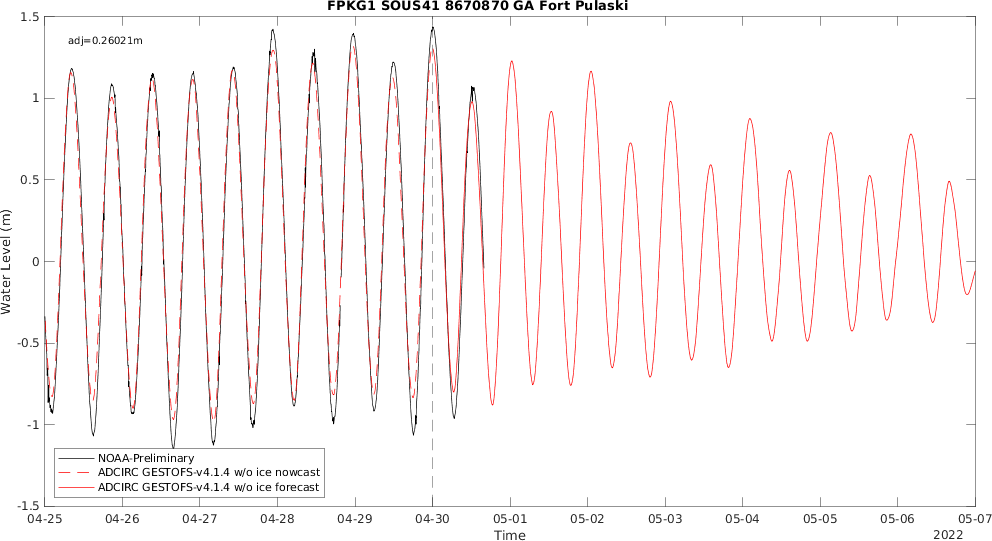 FPKG1 SOUS41 8670870 GA Fort Pulaski
adj=0.26021m
1.5
1
0.5
0
-0.5
-1
-1.5
Water Level (m)
NOAA-Preliminary
ADCIRC GESTOFS-v4.1.4 w/o ice nowcast
ADCIRC GESTOFS-v4.1.4 w/o ice forecast
04-25 04-26 04-27 04-28 04-29 04-30 05-01 05-02 05-03 05-04 05-05 05-06 05-07
Time
2022